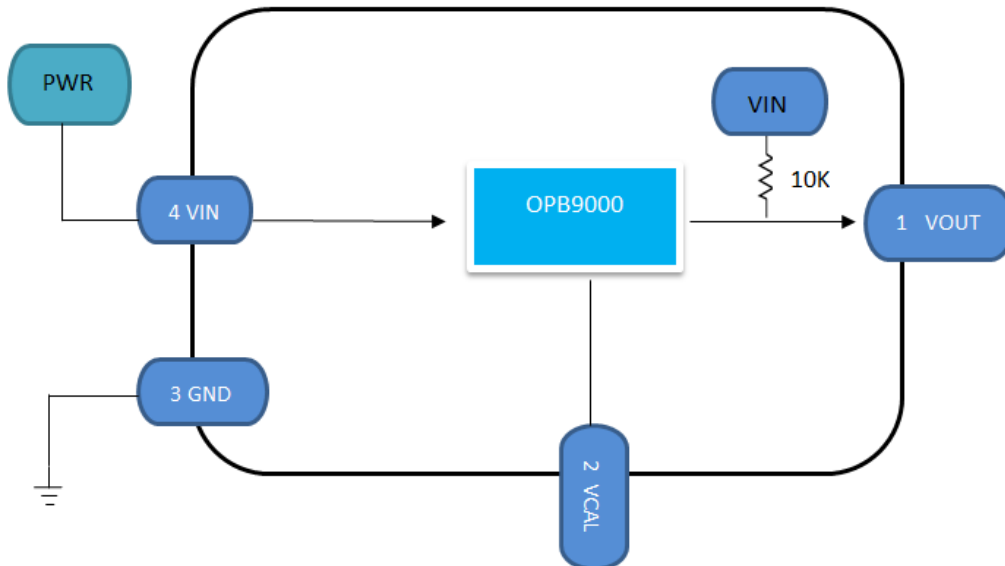 PWR
VIN
4 VIN
OPB9000
10K
1 VOUT
3 GND
2 VCAL